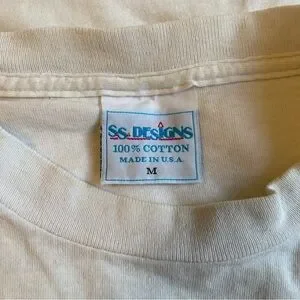 SS. DESIGNS
100% COTTON
MADE IN U.S.A.
M